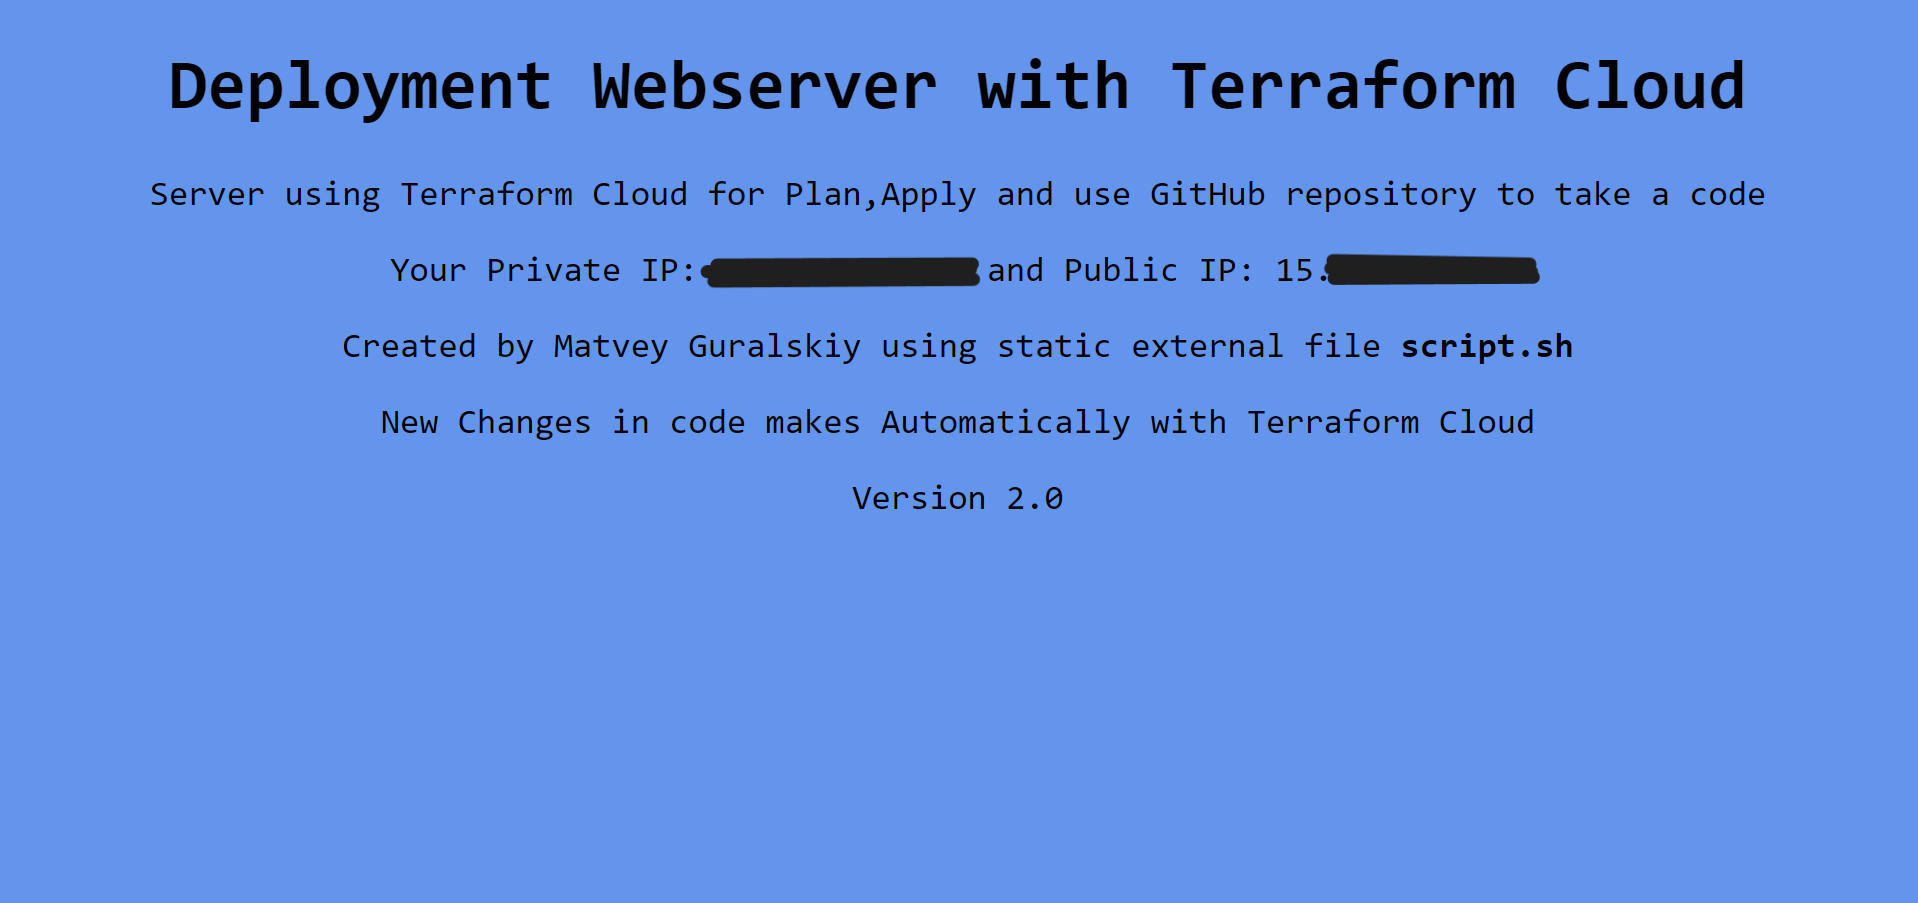 Deployment Webserver with Terraform Cloud
Server using Terraform Cloud for Plan,Apply and use GitHub repository to take a code
Your Private IP: and Public IP: 15.
Created by Matvey Guralskiy using static external file script.sh
New Changes in code makes Automatically with Terraform Cloud
Version 2.0